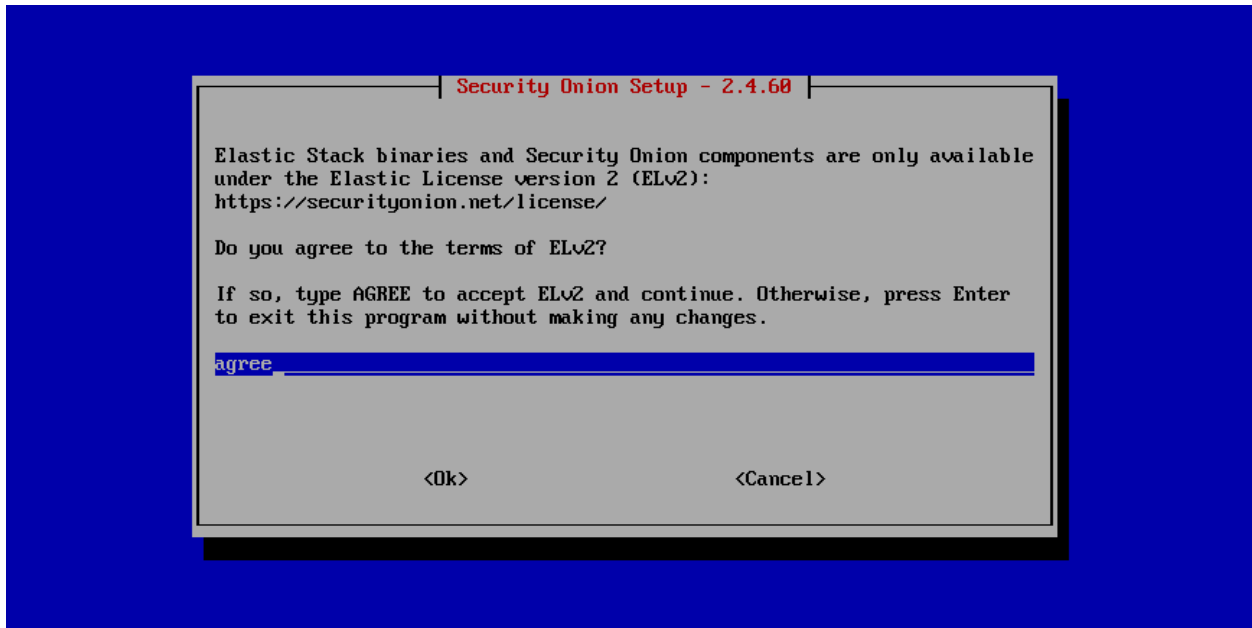 Security Onion Setup - 2.4.60
Elastic Stack binaries and Security Onion components are only available
under the Elastic License version 2 (ELv2):
https://securityonion.net/license/
Do you agree to the terms of ELv2?
If so, type AGREE to accept ELv2 and continue. Otherwise, press Enter
to exit this program without making any changes.
agree
<Ok> <Cancel>